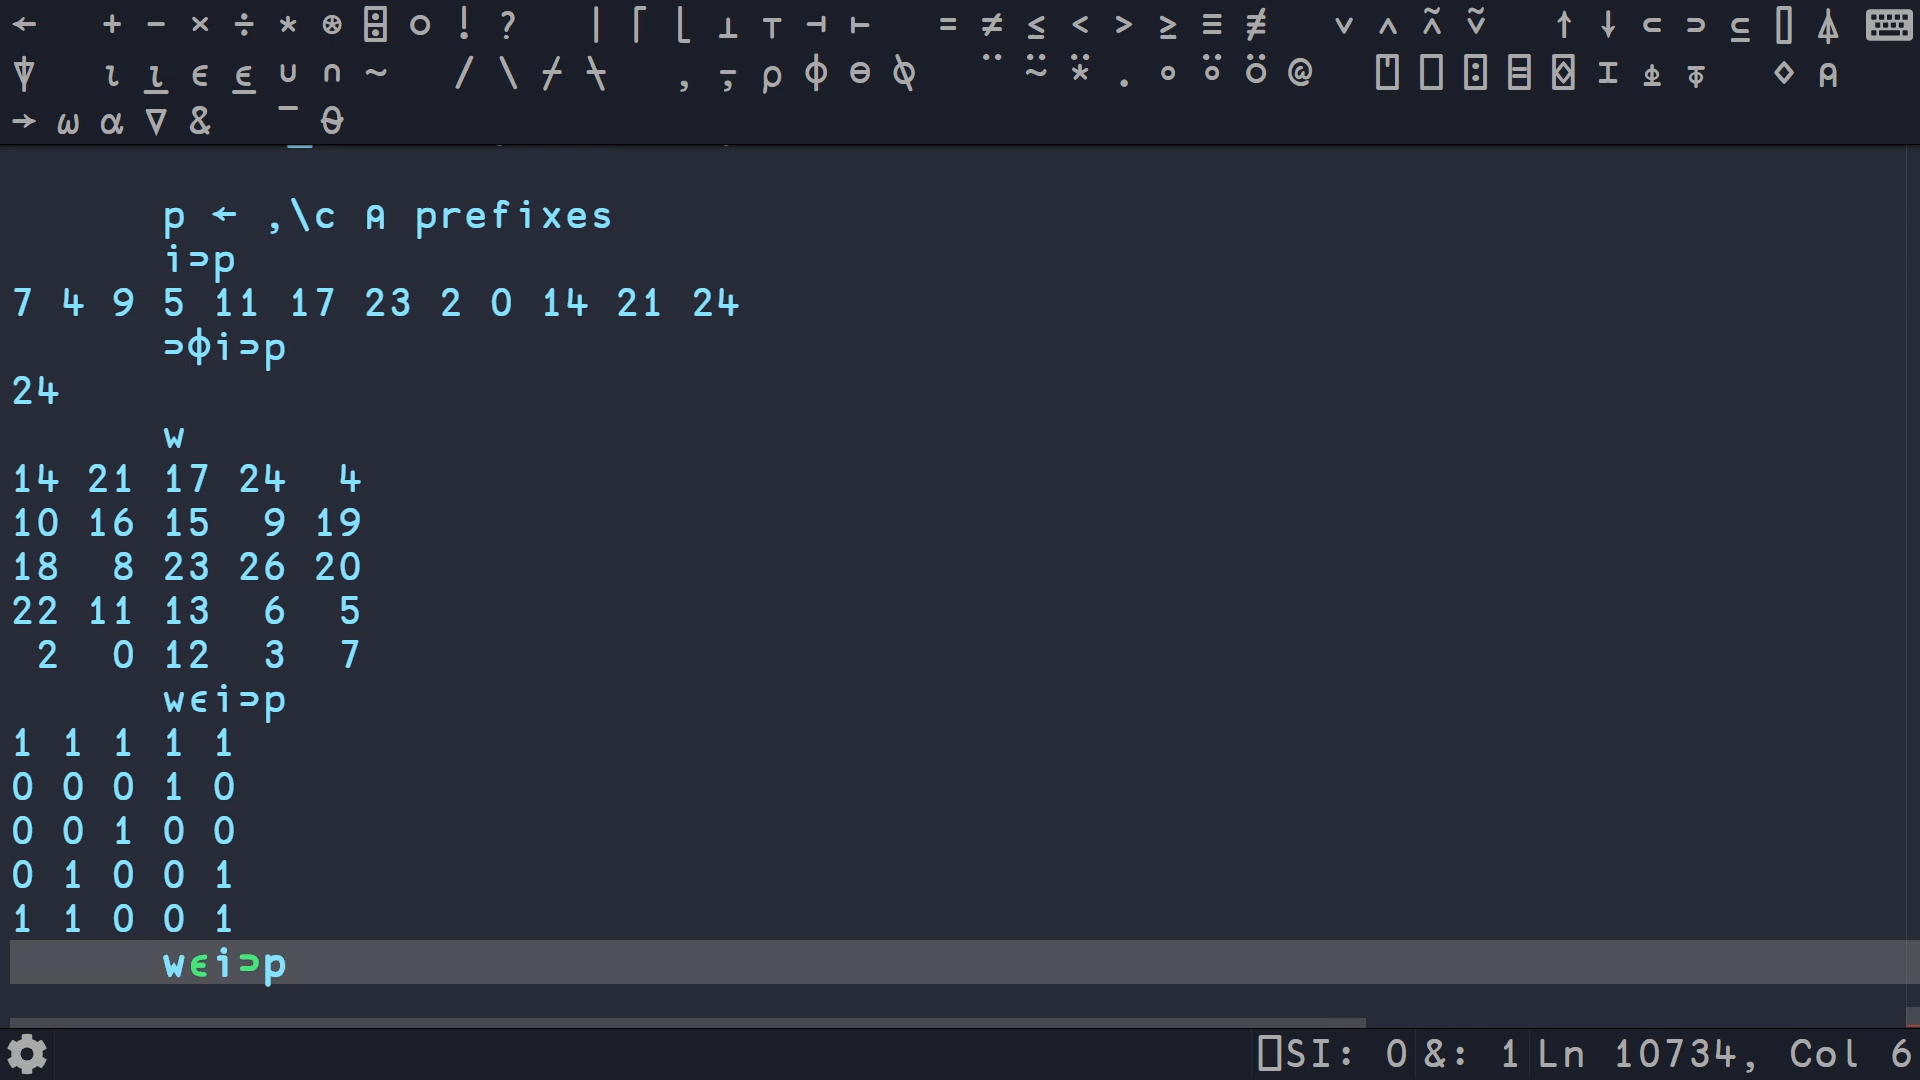 ← + - × ÷ * ⍟ ⌹ ○ ! ? | ⌈ ⌊ ⊥ ⊤ ⊣ ⊢ = ≠ ≤ < > ≥ ≡ ≢ ∨ ∧ ⍲ ⍱ ↑ ↓ ⊂ ⊃ ⊆ ⌷ ⍋
⍒ ⍳ ⍸ ∊ ⍷ ∪ ∩ ~ / \ ⌿ ⍀ , ⍪ ⍴ ⌽ ⊖ ⍉ ¨ ⍨ ⍣ . ∘ ⍤ ⍥ @ ⍞ ⎕ ⍠ ⌸ ⌺ ⌶ ⍎ ⍕ ⋄ ⍝
→ ⍵ ⍺ ∇ & ¯ ⍬
p ← ,\c ⍝ prefixes
i⊃p
7 4 9 5 11 17 23 2 0 14 21 24
⊃⌽i⊃p
24
w
14 21 17 24 4
10 16 15 9 19
18 8 23 26 20
22 11 13 6 5
2 0 12 3 7
w∊i⊃p
1 1 1 1 1
0 0 0 1 0
0 0 1 0 0
0 1 0 0 1
1 1 0 0 1
w∊i⊃p
⎕SI: 0 &: 1 Ln 10734, Col 6